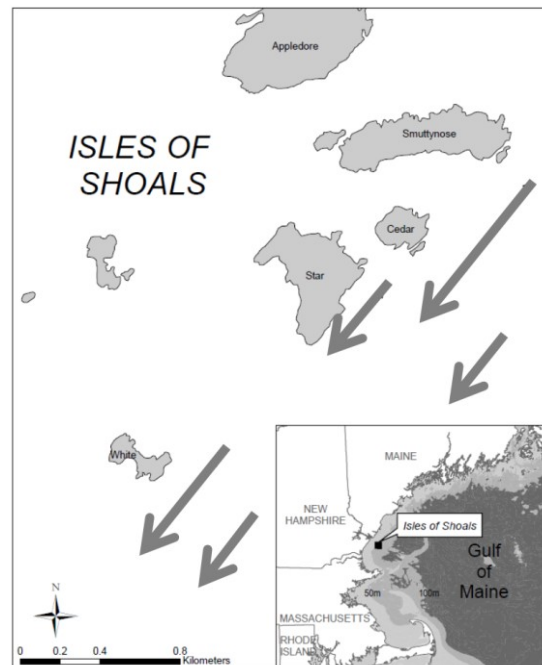 Appledore
Smuttynose
ISLES OF
SHOALS
Cedar
Star
White
MAINE
NEW
HAMPSHIRE
Isles of Shoals
Gulf
of
Maine
50m
100m
MASSACHUSETTS
RHODE
ISLAND
N
0 0.2 0.4 0.8
Kilometers